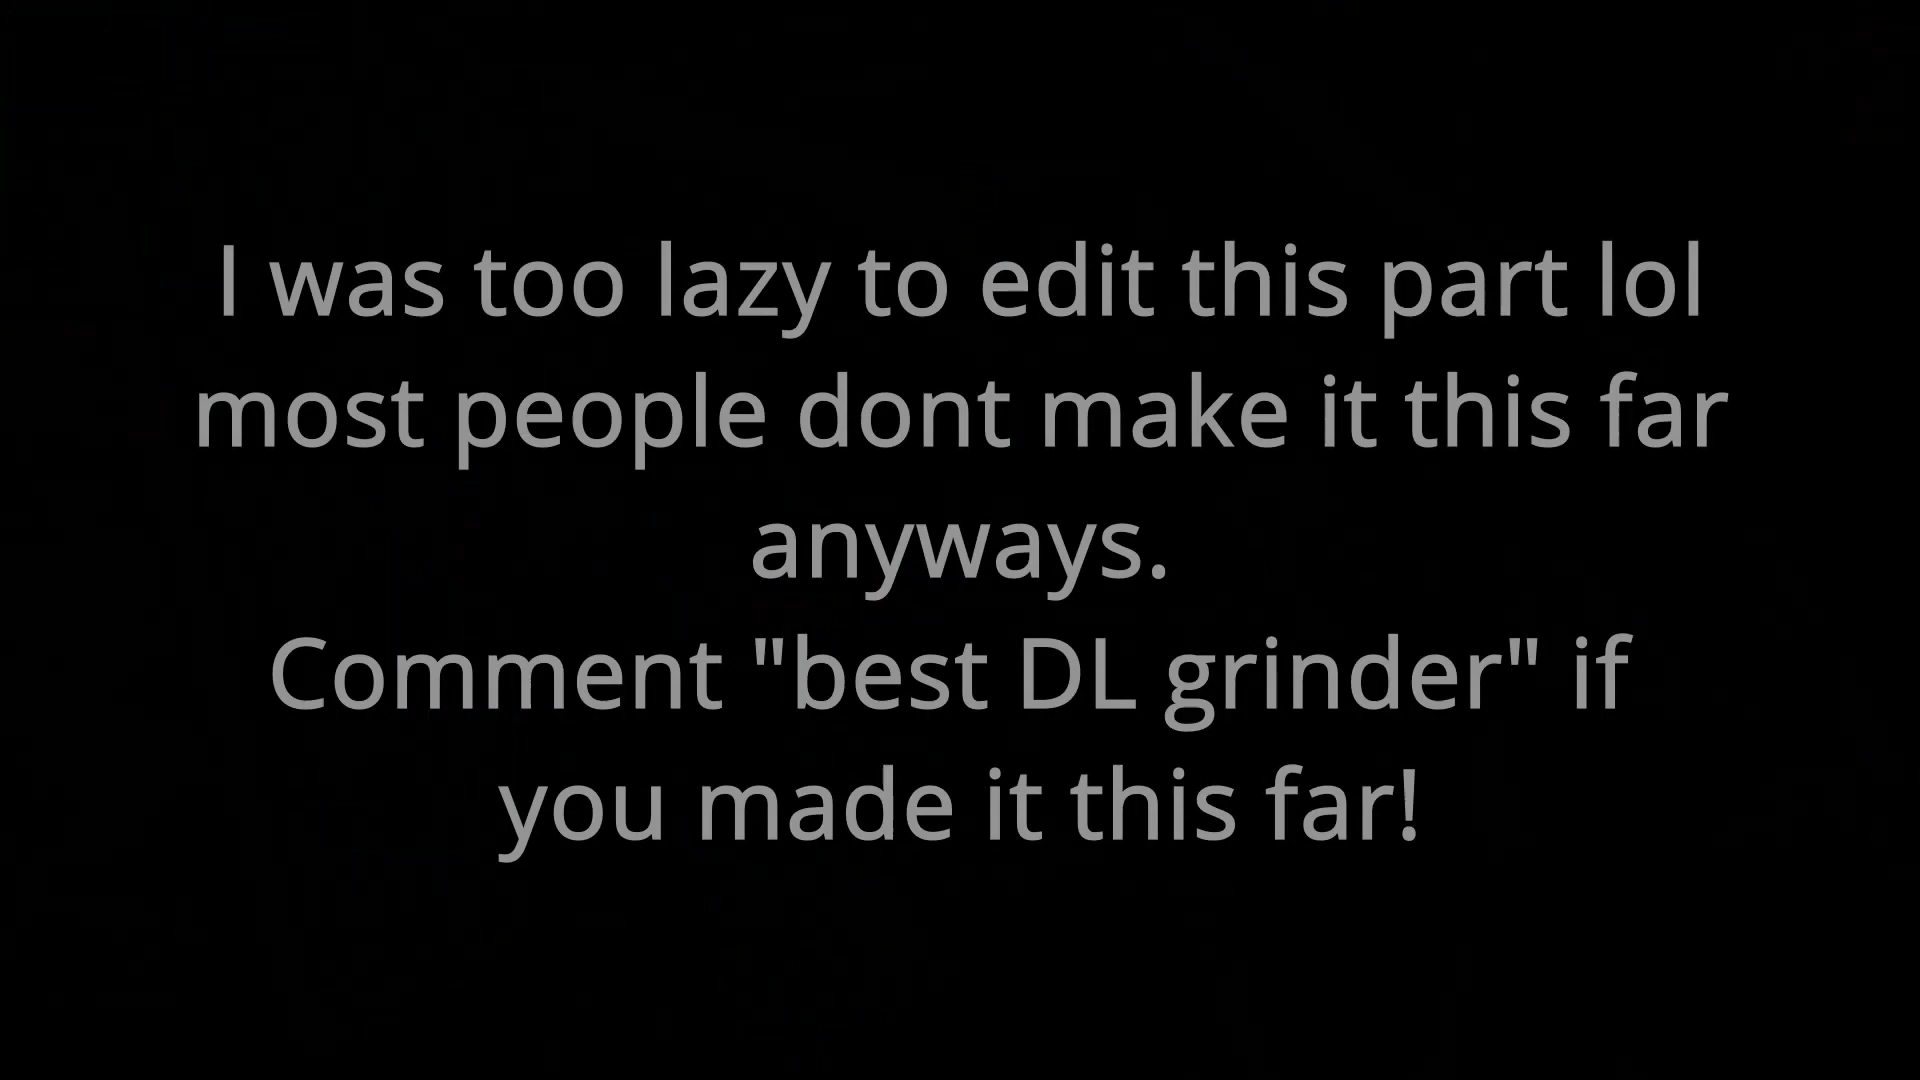 I was too lazy to edit this part lol
most people dont make it this far
anyways.
Comment "best DL grinder" if
you made it this far!